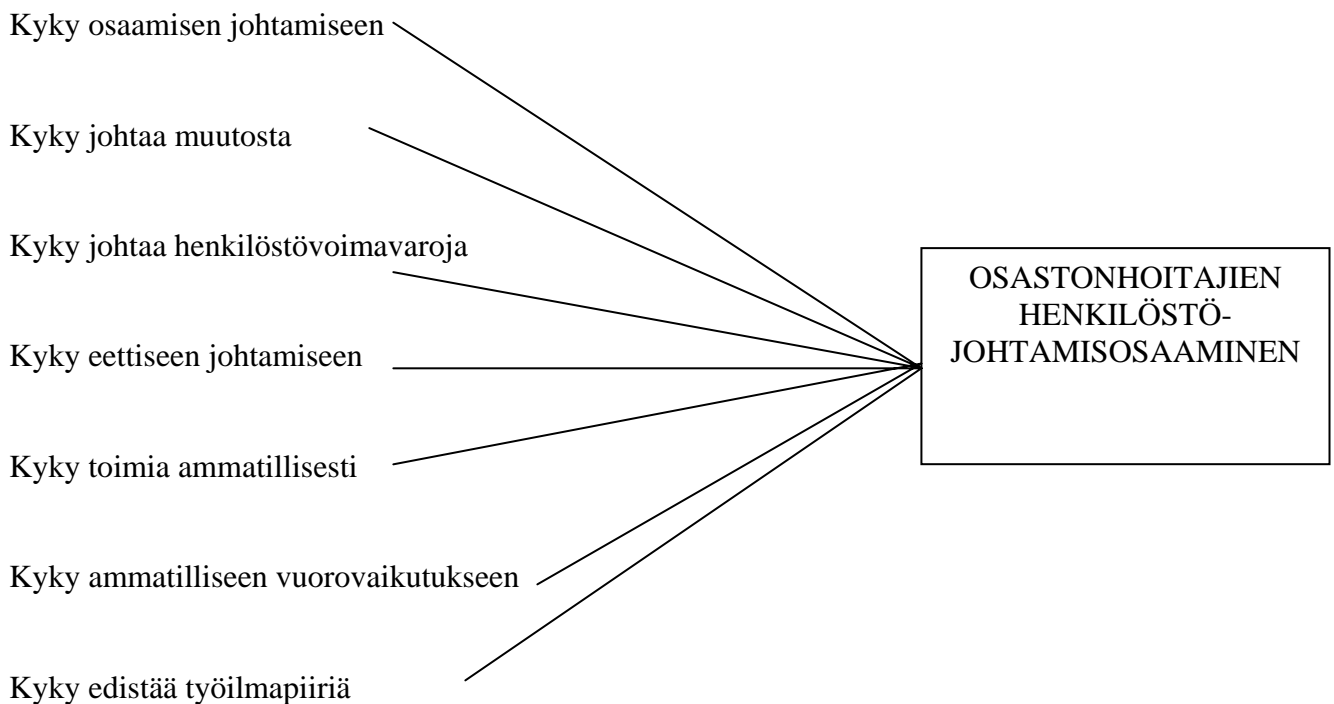 Kyky osaamisen johtamiseen
Kyky johtaa muutosta
Kyky johtaa henkilöstövoimavaroja
Kyky eettiseen johtamiseen
Kyky toimia ammatillisesti
Kyky ammatilliseen vuorovaikutukseen
Kyky edistää työilmapiiriä
OSASTONHOITAJIEN
HENKILÖSTÖ-
JOHTAMISOSAAMINEN